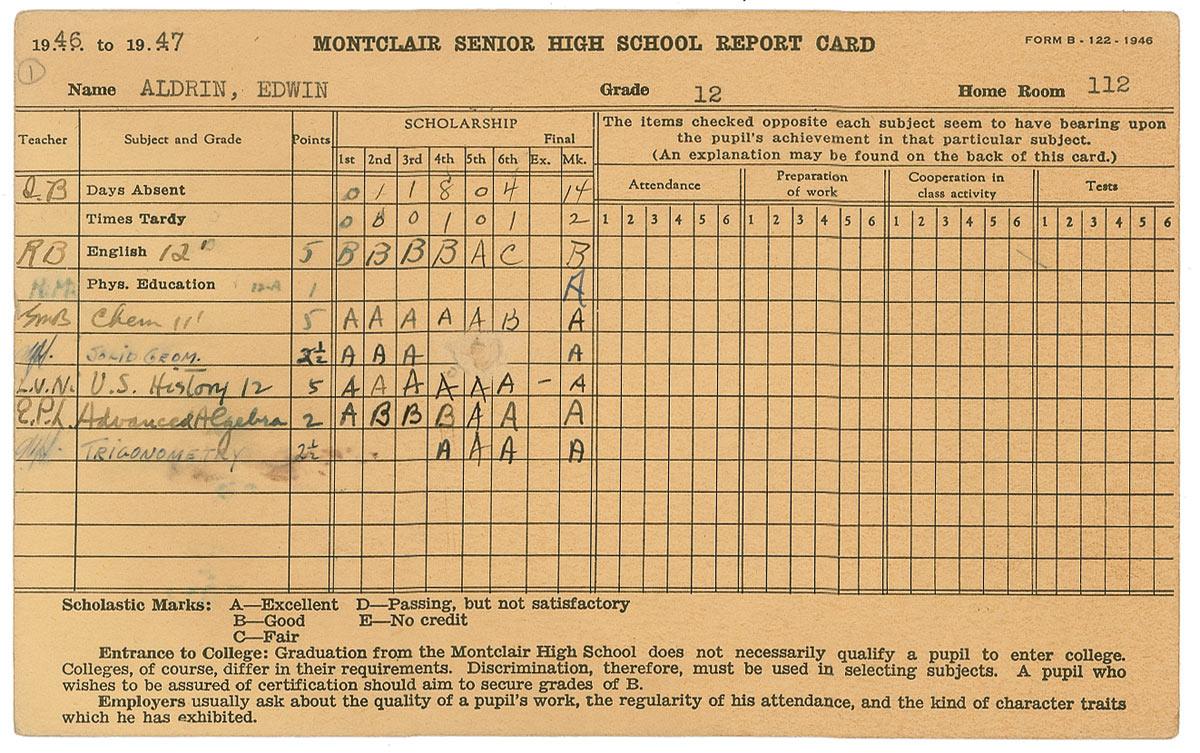 1946. to 19.47 MONTCLAIR SENIOR HIGH SCHOOL REPORT CARD FORM B - 122 - 1946
1
Name ALDRIN, EDWIN Grade 12 Home Room 112
Teacher Subject and Grade Points SCHOLARSHIP Final
1st 2nd 3rd 4th 5th 6th Ex. Mk.
The items checked opposite each subject seem to have bearing upon
the pupil's achievement in that particular subject.
(An explanation may be found on the back of this card.)
Attendance Preparation of work Cooperation in class activity Tests
1 2 3 4 5 6 1 2 3 4 5 6 1 2 3 4 5 6 1 2 3 4 5 6
Days Absent 0 1 1 8 0 4 14
Times Tardy 0 0 0 1 0 1 2
RB English 12 5 B B B B A C B
H.M. Phys. Education 12-A 1 A
SMB Chem 11' 5 A A A A A B A
SOLID GEOM. 2½ A A A A
L.V.N. U.S. History 12 5 A A A A A A - A
E.P.L. Advanced Algebra 2 A B B B A A A
TRIGONOMETRY 2½ A A A A
Scholastic Marks: A—Excellent D—Passing, but not satisfactory
B—Good E—No credit
C—Fair
Entrance to College: Graduation from the Montclair High School does not necessarily qualify a pupil to enter college.
Colleges, of course, differ in their requirements. Discrimination, therefore, must be used in selecting subjects. A pupil who
wishes to be assured of certification should aim to secure grades of B.
Employers usually ask about the quality of a pupil's work, the regularity of his attendance, and the kind of character traits
which he has exhibited.